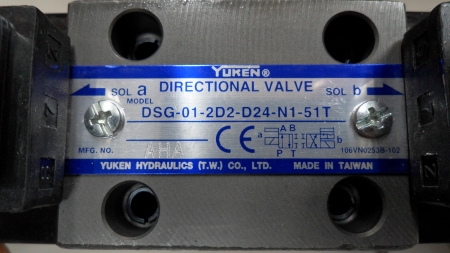 YUKEN®
SOL a DIRECTIONAL VALVE SOL b
MODEL
DSG-01-2D2-D24-N1-51T
CE
a A B b
P T
MFG. NO. AHA
106VN0253B-102
YUKEN HYDRAULICS (T.W.) CO., LTD. MADE IN TAIWAN